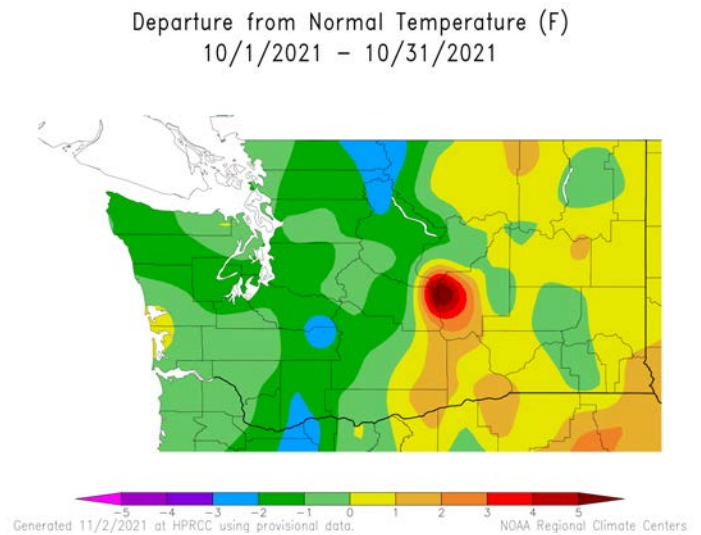 Departure from Normal Temperature (F)
10/1/2021 – 10/31/2021
-5 -4 -3 -2 -1 0 1 2 3 4 5
Generated 11/2/2021 at HPRCC using provisional data.
NOAA Regional Climate Centers